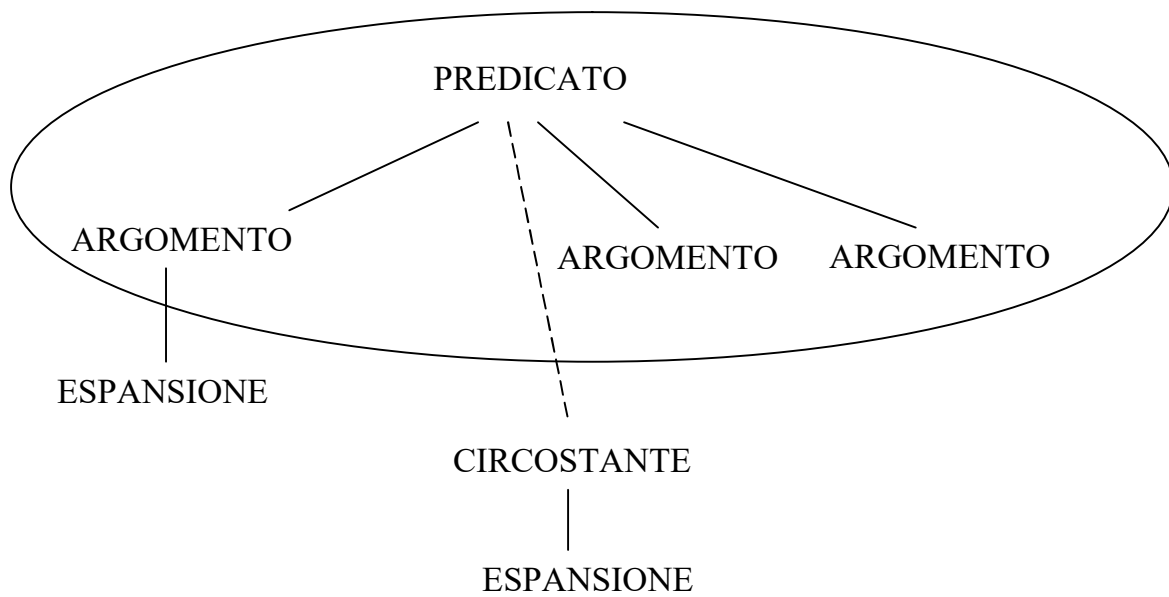 PREDICATO
ARGOMENTO
ARGOMENTO
ARGOMENTO
ESPANSIONE
CIRCOSTANTE
ESPANSIONE